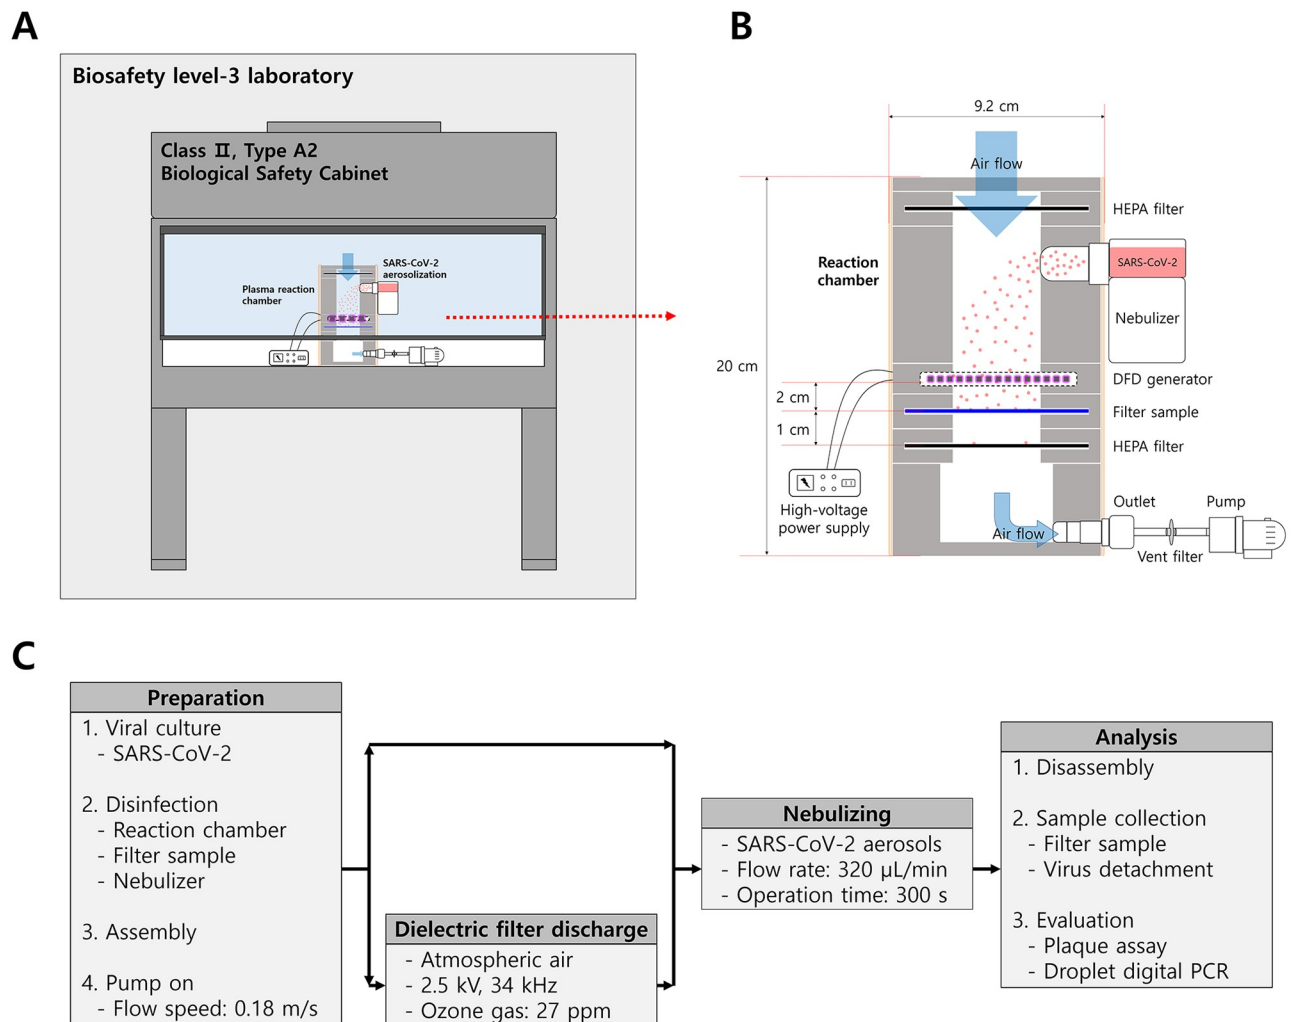 A
Biosafety level-3 laboratory
Class Ⅱ, Type A2
Biological Safety Cabinet
SARS-CoV-2
aerosolization
Plasma reaction
chamber
B
9.2 cm
Air flow
HEPA filter
Reaction
chamber
SARS-CoV-2
Nebulizer
20 cm
DFD generator
2 cm
Filter sample
1 cm
HEPA filter
High-voltage
power supply
Outlet
Pump
Air flow
Vent filter
C
Preparation
1. Viral culture
- SARS-CoV-2
2. Disinfection
- Reaction chamber
- Filter sample
- Nebulizer
3. Assembly
4. Pump on
- Flow speed: 0.18 m/s
Dielectric filter discharge
- Atmospheric air
- 2.5 kV, 34 kHz
- Ozone gas: 27 ppm
Nebulizing
- SARS-CoV-2 aerosols
- Flow rate: 320 μL/min
- Operation time: 300 s
Analysis
1. Disassembly
2. Sample collection
- Filter sample
- Virus detachment
3. Evaluation
- Plaque assay
- Droplet digital PCR